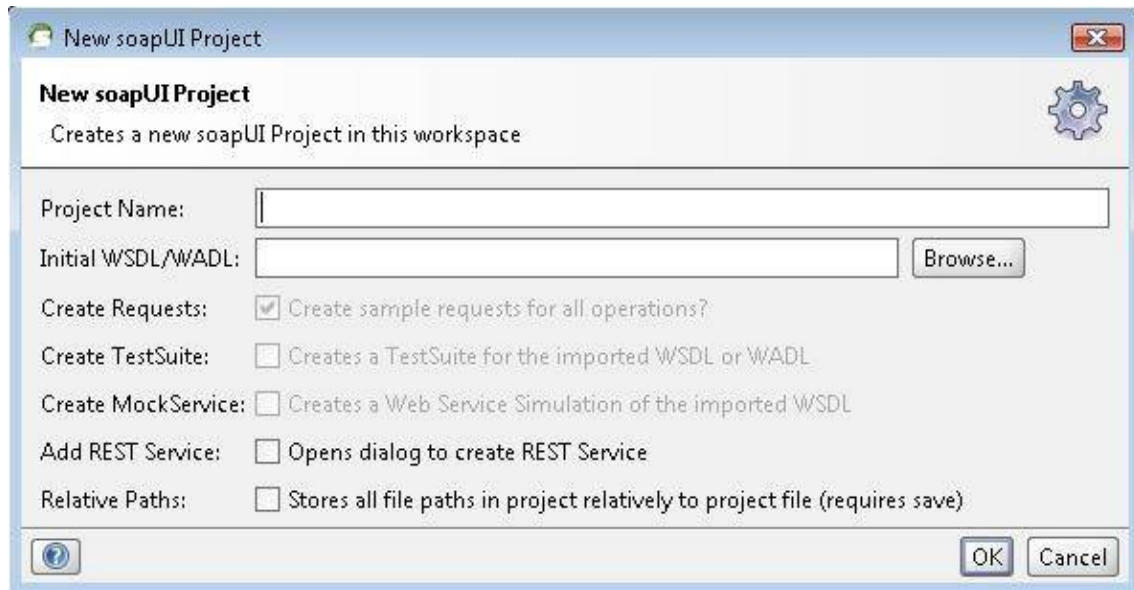 New soapUI Project
New soapUI Project
Creates a new soapUI Project in this workspace
Project Name:
Initial WSDL/WADL: Browse...
Create Requests: Create sample requests for all operations?
Create TestSuite: Creates a TestSuite for the imported WSDL or WADL
Create MockService: Creates a Web Service Simulation of the imported WSDL
Add REST Service: Opens dialog to create REST Service
Relative Paths: Stores all file paths in project relatively to project file (requires save)
? OK Cancel